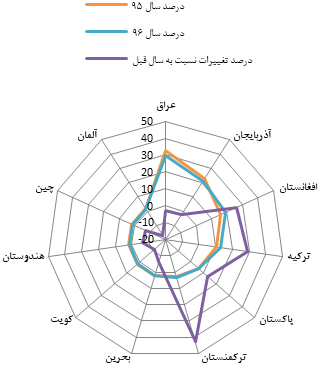 درصد سال ۹۵
درصد سال ۹۶
درصد تغییرات نسبت به سال قبل
عراق
آلمان
آذربایجان
چین
افغانستان
هندوستان
ترکیه
کویت
پاکستان
بحرین
ترکمنستان
50
40
30
20
10
0
-10
-20